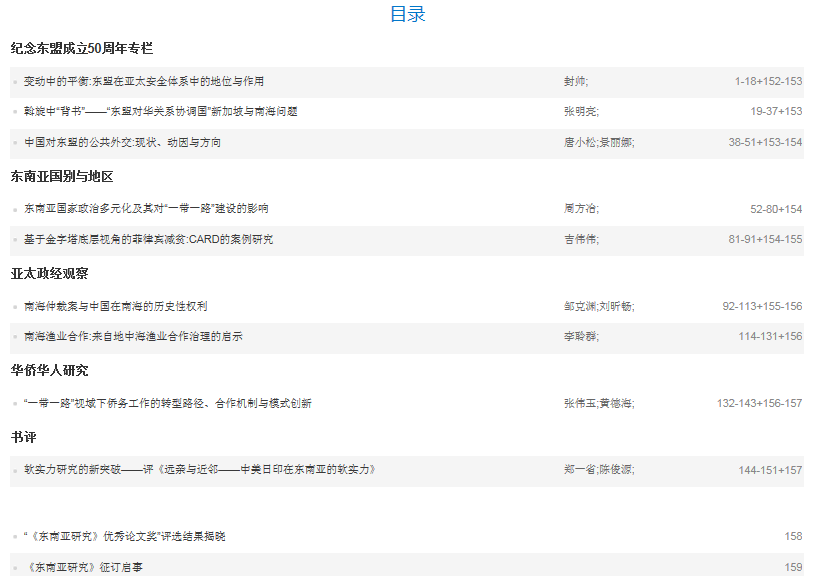 目录
纪念东盟成立50周年专栏
变动中的平衡:东盟在亚太安全体系中的地位与作用 封帅; 1-18+152-153
斡旋中“背书”——“东盟对华关系协调国”新加坡与南海问题 张明亮; 19-37+153
中国对东盟的公共外交:现状、动因与方向 唐小松;景丽娜; 38-51+153-154
东南亚国别与地区
东南亚国家政治多元化及其对“一带一路”建设的影响 周方冶; 52-80+154
基于金字塔底层视角的菲律宾减贫:CARD的案例研究 吉伟伟; 81-91+154-155
亚太政经观察
南海仲裁案与中国在南海的历史性权利 邹克渊;刘昕畅; 92-113+155-156
南海渔业合作:来自地中海渔业合作治理的启示 李聆群; 114-131+156
华侨华人研究
“一带一路”视域下侨务工作的转型路径、合作机制与模式创新 张伟玉;黄德海; 132-143+156-157
书评
软实力研究的新突破——评《远亲与近邻——中美日印在东南亚的软实力》 郑一省;陈俊源; 144-151+157
“《东南亚研究》优秀论文奖”评选结果揭晓 158
《东南亚研究》征订启事 159